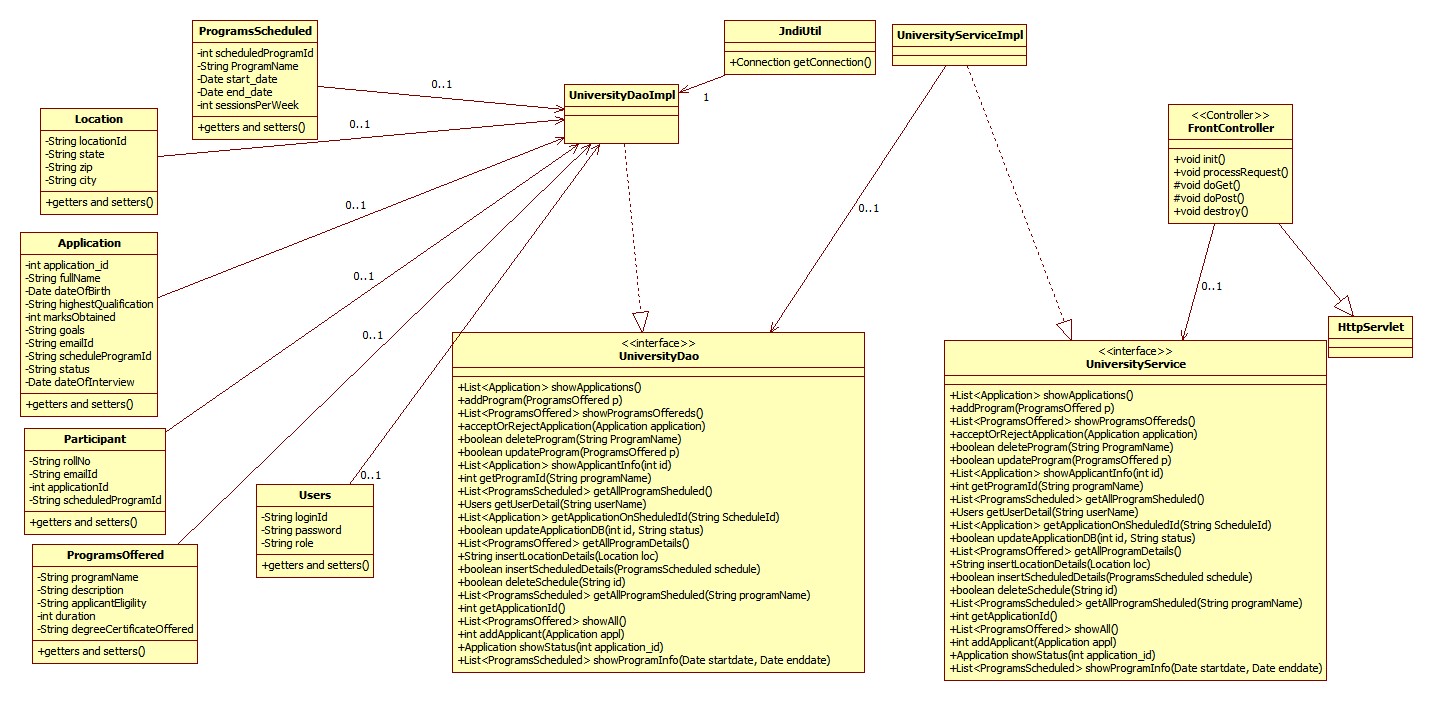 ProgramsScheduled
-int scheduledProgramId
-String ProgramName
-Date start_date
-Date end_date
-int sessionsPerWeek
+getters and setters()
JndiUtil
+Connection getConnection()
UniversityServiceImpl
UniversityDaoImpl
0..1
1
Location
-String locationId
-String state
-String zip
-String city
+getters and setters()
0..1
<<Controller>>
FrontController
+void init()
+void processRequest()
#void doGet()
#void doPost()
+void destroy()
0..1
0..1
Application
-int application_id
-String fullName
-Date dateOfBirth
-String highestQualification
-int marksObtained
-String goals
-String emailId
-String scheduleProgramId
-String status
-Date dateOfInterview
+getters and setters()
0..1
0..1
0..1
HttpServlet
Participant
-String rollNo
-String emailId
-int applicationId
-String scheduledProgramId
+getters and setters()
0..1
Users
-String loginId
-String password
-String role
+getters and setters()
ProgramsOffered
-String programName
-String description
-String applicantEligility
-int duration
-String degreeCertificateOffered
+getters and setters()
<<interface>>
UniversityDao
+List<Application> showApplications()
+addProgram(ProgramsOffered p)
+List<ProgramsOffered> showProgramsOffereds()
+acceptOrRejectApplication(Application application)
+boolean deleteProgram(String ProgramName)
+boolean updateProgram(ProgramsOffered p)
+List<Application> showApplicantInfo(int id)
+int getProgramId(String programName)
+List<ProgramsScheduled> getAllProgramSheduled()
+Users getUserDetail(String userName)
+List<Application> getApplicationOnSheduledId(String ScheduleId)
+boolean updateApplicationDB(int id, String status)
+List<ProgramsOffered> getAllProgramDetails()
+String insertLocationDetails(Location loc)
+boolean insertScheduledDetails(ProgramsScheduled schedule)
+boolean deleteSchedule(String id)
+List<ProgramsScheduled> getAllProgramSheduled(String programName)
+int getApplicationId()
+List<ProgramsOffered> showAll()
+int addApplicant(Application appl)
+Application showStatus(int application_id)
+List<ProgramsScheduled> showProgramInfo(Date startdate, Date enddate)
<<interface>>
UniversityService
+List<Application> showApplications()
+addProgram(ProgramsOffered p)
+List<ProgramsOffered> showProgramsOffereds()
+acceptOrRejectApplication(Application application)
+boolean deleteProgram(String ProgramName)
+boolean updateProgram(ProgramsOffered p)
+List<Application> showApplicantInfo(int id)
+int getProgramId(String programName)
+List<ProgramsScheduled> getAllProgramSheduled()
+Users getUserDetail(String userName)
+List<Application> getApplicationOnSheduledId(String ScheduleId)
+boolean updateApplicationDB(int id, String status)
+List<ProgramsOffered> getAllProgramDetails()
+String insertLocationDetails(Location loc)
+boolean insertScheduledDetails(ProgramsScheduled schedule)
+boolean deleteSchedule(String id)
+List<ProgramsScheduled> getAllProgramSheduled(String programName)
+int getApplicationId()
+List<ProgramsOffered> showAll()
+int addApplicant(Application appl)
+Application showStatus(int application_id)
+List<ProgramsScheduled> showProgramInfo(Date startdate, Date enddate)